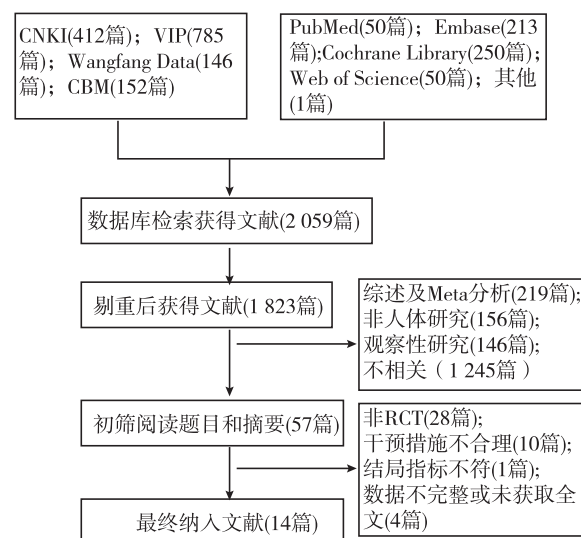 CNKI(412篇)；VIP(785
篇)；Wangfang Data(146
篇)；CBM(152篇)
PubMed(50篇)；Embase(213
篇);Cochrane Library(250篇);
Web of Science(50篇)；其他
(1篇)
数据库检索获得文献(2 059篇)
剔重后获得文献(1 823篇)
综述及Meta分析(219篇);
非人体研究(156篇);
观察性研究(146篇);
不相关（1 245篇）
初筛阅读题目和摘要(57篇)
非RCT(28篇);
干预措施不合理(10篇);
结局指标不符(1篇);
数据不完整或未获取全
文(4篇)
最终纳入文献(14篇)